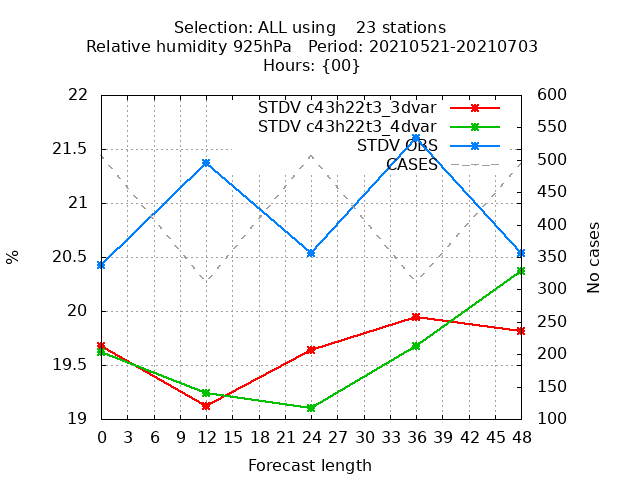 Selection: ALL using 23 stations
Relative humidity 925hPa Period: 20210521-20210703
Hours: {00}
22 600
STDV c43h22t3_3dvar
550
STDV c43h22t3_4dvar
21.5 STDV OBS
500
CASES
450
21
400
20.5 350
300
20
250
19.5 200
150
19 100
%
No cases
0 3 6 9 12 15 18 21 24 27 30 33 36 39 42 45 48
Forecast length